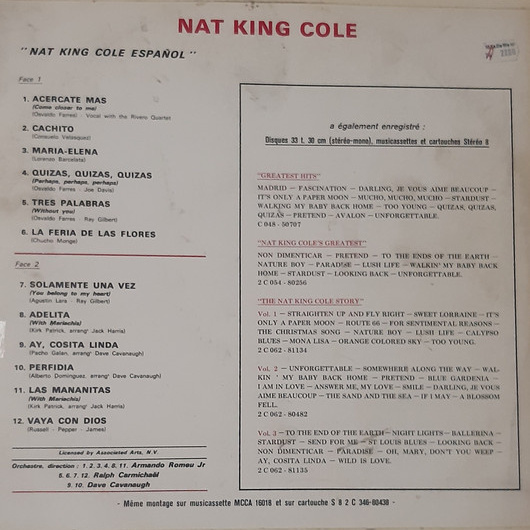 NAT KING COLE
"NAT KING COLE ESPAÑOL"
Face 1
1. ACERCATE MAS
(Come closer to me)
(Osvaldo Farres) - Vocal with the Rivero Quartet
2. CACHITO
(Consuelo Velasquez)
3. MARIA-ELENA
(Lorenzo Barcelata)
4. QUIZAS, QUIZAS, QUIZAS
(Perhaps, perhaps, perhaps)
(Osvaldo Farres - Joe Davis)
5. TRES PALABRAS
(Without you)
(Osvaldo Farres - Ray Gilbert)
6. LA FERIA DE LAS FLORES
(Chucho Monge)
Face 2
7. SOLAMENTE UNA VEZ
(You belong to my heart)
(Agustin Lara - Ray Gilbert)
8. ADELITA
(With Mariachis)
(Kirk Patrick, arrang' Jack Harris)
9. AY, COSITA LINDA
(Pacho Galan, arrang' Dave Cavanaugh)
10. PERFIDIA
(Alberto Dominguez, arrang' Dave Cavanaugh)
11. LAS MANANITAS
(With Mariachis)
(Kirk Patrick, arrang' Jack Harris)
12. VAYA CON DIOS
(Russell - Pepper - James)
Licensed by Associated Arts, N.V.
Orchestre, direction : 1. 2. 3. 4. 8. 11. Armando Romeu Jr
5. 6. 7. 12. Ralph Carmichaël
9. 10. Dave Cavanaugh
a également enregistré :
Disques 33 t. 30 cm (stéréo-mono), musicassettes et cartouches Stéréo 8
"GREATEST HITS"
MADRID — FASCINATION — DARLING, JE VOUS AIME BEAUCOUP —
IT'S ONLY A PAPER MOON — MUCHO, MUCHO, MUCHO — STARDUST —
WALKING MY BABY BACK HOME — TOO YOUNG — QUIZAS, QUIZAS,
QUIZAS — PRETEND — AVALON — UNFORGETTABLE.
C 048 - 50707
"NAT KING COLE'S GREATEST"
NON DIMENTICAR — PRETEND — TO THE ENDS OF THE EARTH —
NATURE BOY — PARADISE — LUSH LIFE — WALKIN' MY BABY BACK
HOME — STARDUST — LOOKING BACK — UNFORGETTABLE.
2 C 054 - 80256
"THE NAT KING COLE STORY"
Vol. 1 — STRAIGHTEN UP AND FLY RIGHT — SWEET LORRAINE — IT'S
ONLY A PAPER MOON — ROUTE 66 — FOR SENTIMENTAL REASONS —
THE CHRISTMAS SONG — NATURE BOY — LUSH LIFE — CALYPSO
BLUES — MONA LISA — ORANGE COLORED SKY — TOO YOUNG.
2 C 062 - 81134
Vol. 2 — UNFORGETTABLE — SOMEWHERE ALONG THE WAY — WAL-
KIN ' MY BABY BACK HOME — PRETEND — BLUE GARDENIA —
I AM IN LOVE — ANSWER ME, MY LOVE — SMILE — DARLING, JE VOUS
AIME BEAUCOUP — THE SAND AND THE SEA — IF I MAY — A BLOSSOM
FELL.
2 C 062 - 80482
Vol. 3 — TO THE END OF THE EARTH — NIGHT LIGHTS — BALLERINA —
STARDUST — SEND FOR ME — ST LOUIS BLUES — LOOKING BACK —
NON DIMENTICAR — PARADISE — OH, MARY, DON'T YOU WEEP —
AY, COSITA LINDA — WILD IS LOVE.
2 C 062 - 81135
- Même montage sur musicassette MCCA 16018 et sur cartouche S 8 2 C 346-80438 -